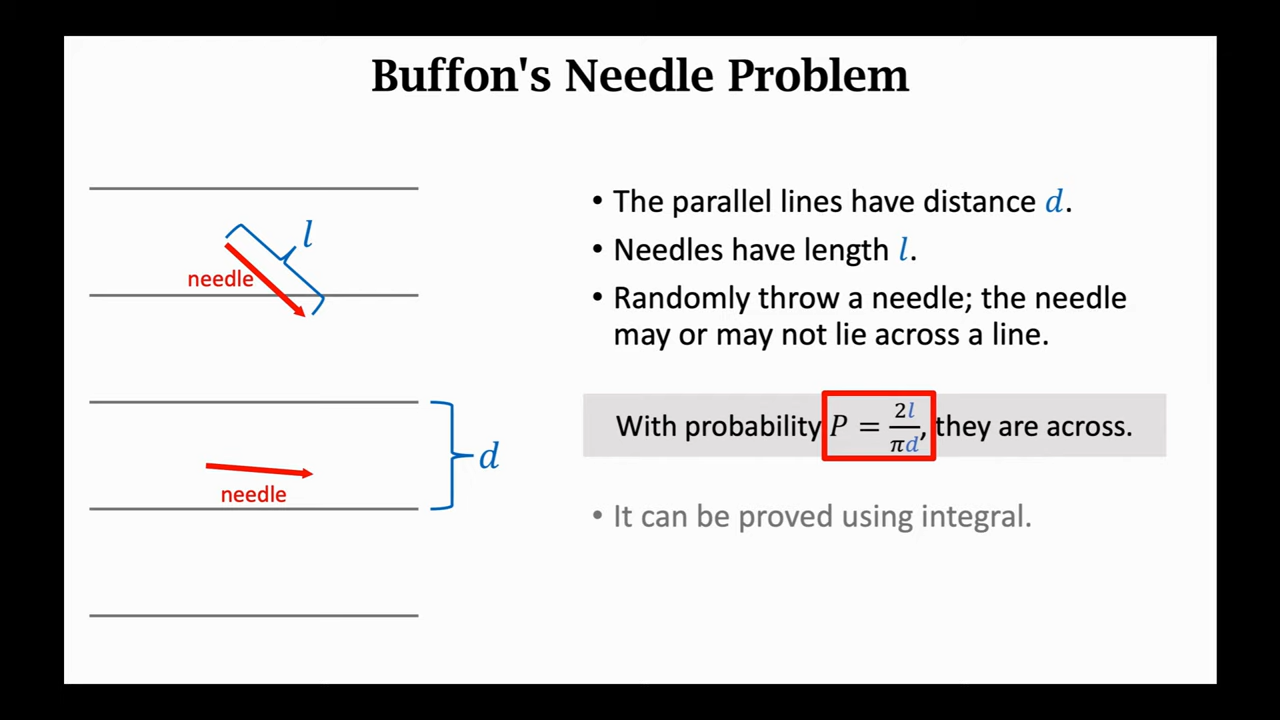 Buffon's Needle Problem
l
needle
d
needle
• The parallel lines have distance d.
• Needles have length l.
• Randomly throw a needle; the needle
may or may not lie across a line.
With probability P = 2l/πd, they are across.
• It can be proved using integral.